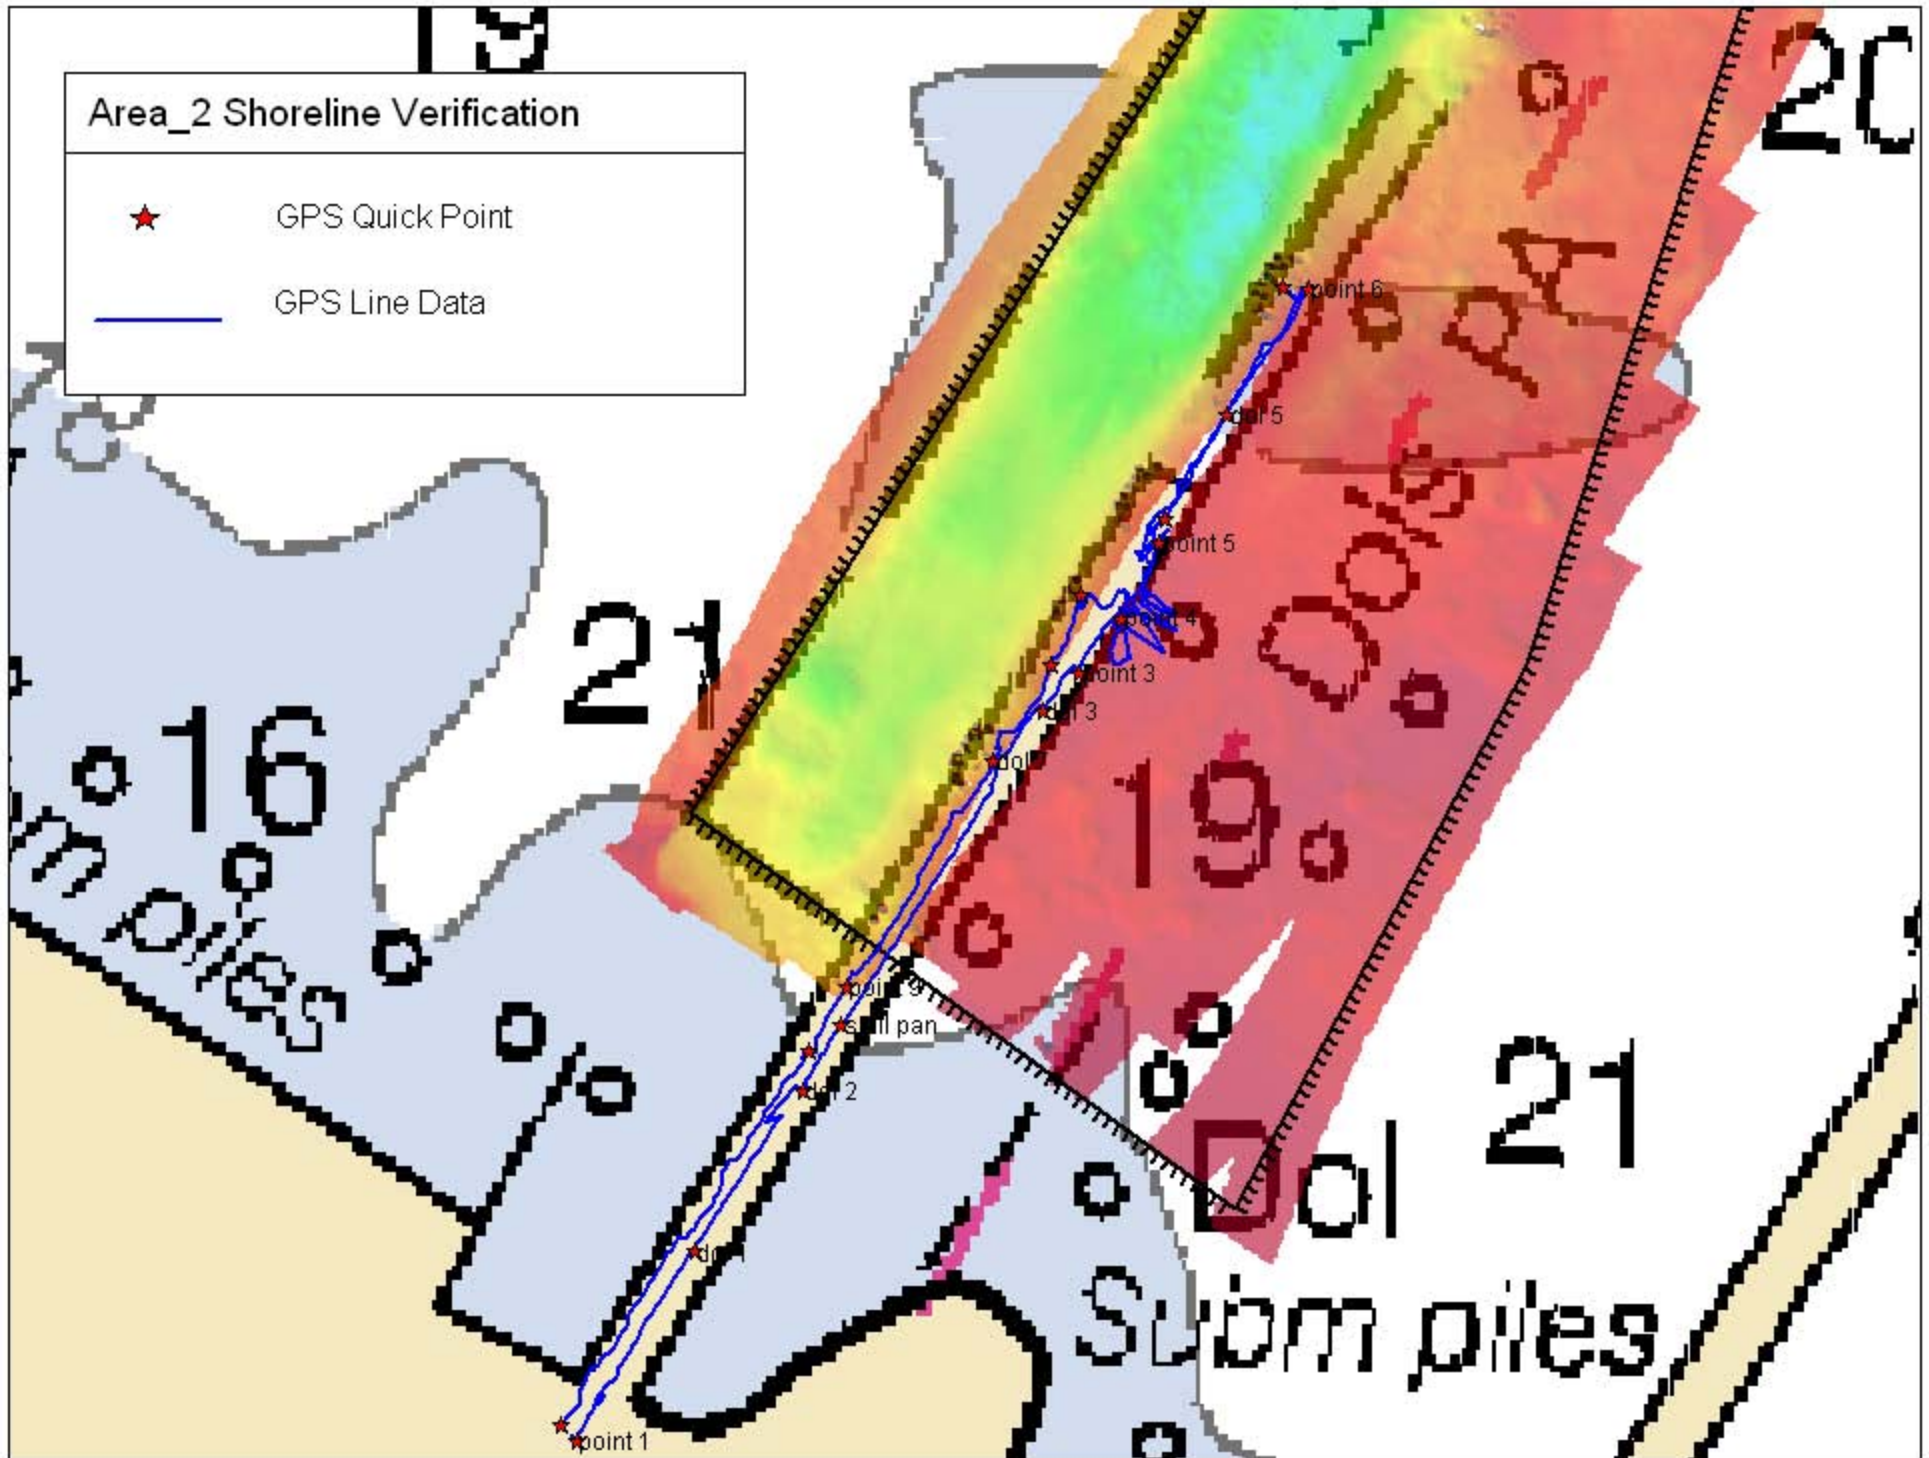 19
20
Area_2 Shoreline Verification
GPS Quick Point
GPS Line Data
point 6
PA
dol 5
Dols
point 5
point 4
21
point 3
dol 3
16
19
point 9
spill pan
piles
dol 2
21
Dol
Subm piles
point 1